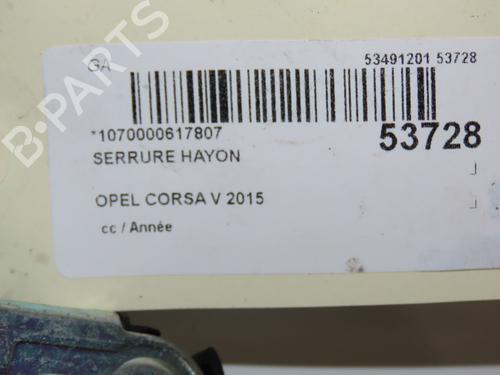 GA
53491201 53728
*1070000617807
53728
SERRURE HAYON
OPEL CORSA V 2015
cc / Année
B-PARTS